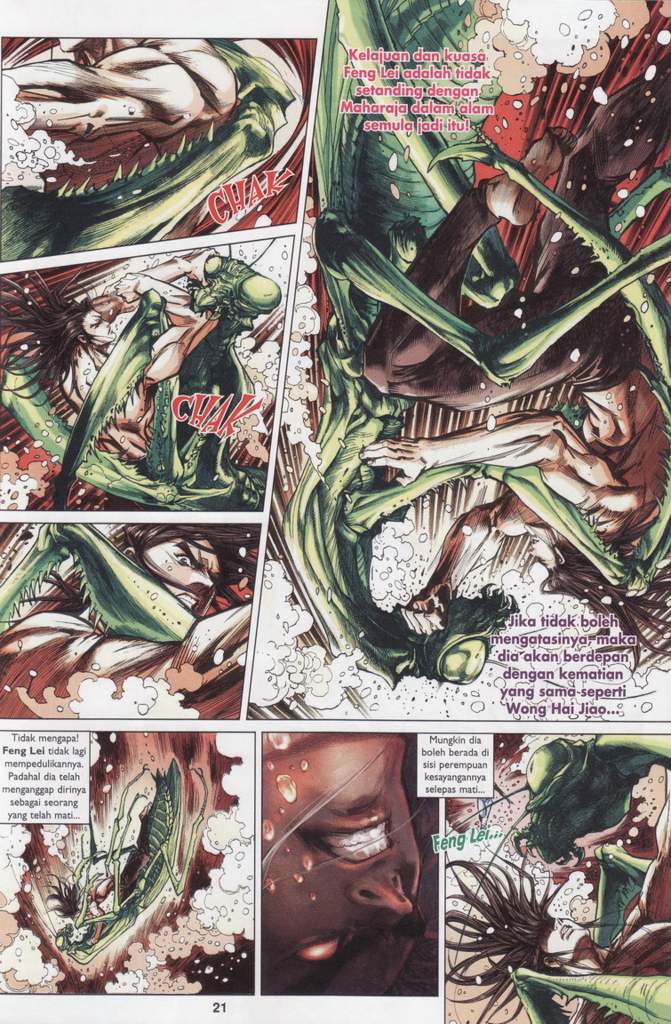 Kelajuan dan kuasa
Feng Lei adalah tidak
setanding dengan
Maharaja dalam alam
semula jadi itu!
CHAK
CHAK
Jika tidak boleh
mengatasinya, maka
dia akan berdepan
dengan kematian
yang sama seperti
Wong Hai Jiao...
Tidak mengapa!
Feng Lei tidak lagi
mempedulikannya.
Padahal dia telah
menganggap dirinya
sebagai seorang
yang telah mati...
Mungkin dia
boleh berada di
sisi perempuan
kesayangannya
selepas mati...
Feng Lei...
21